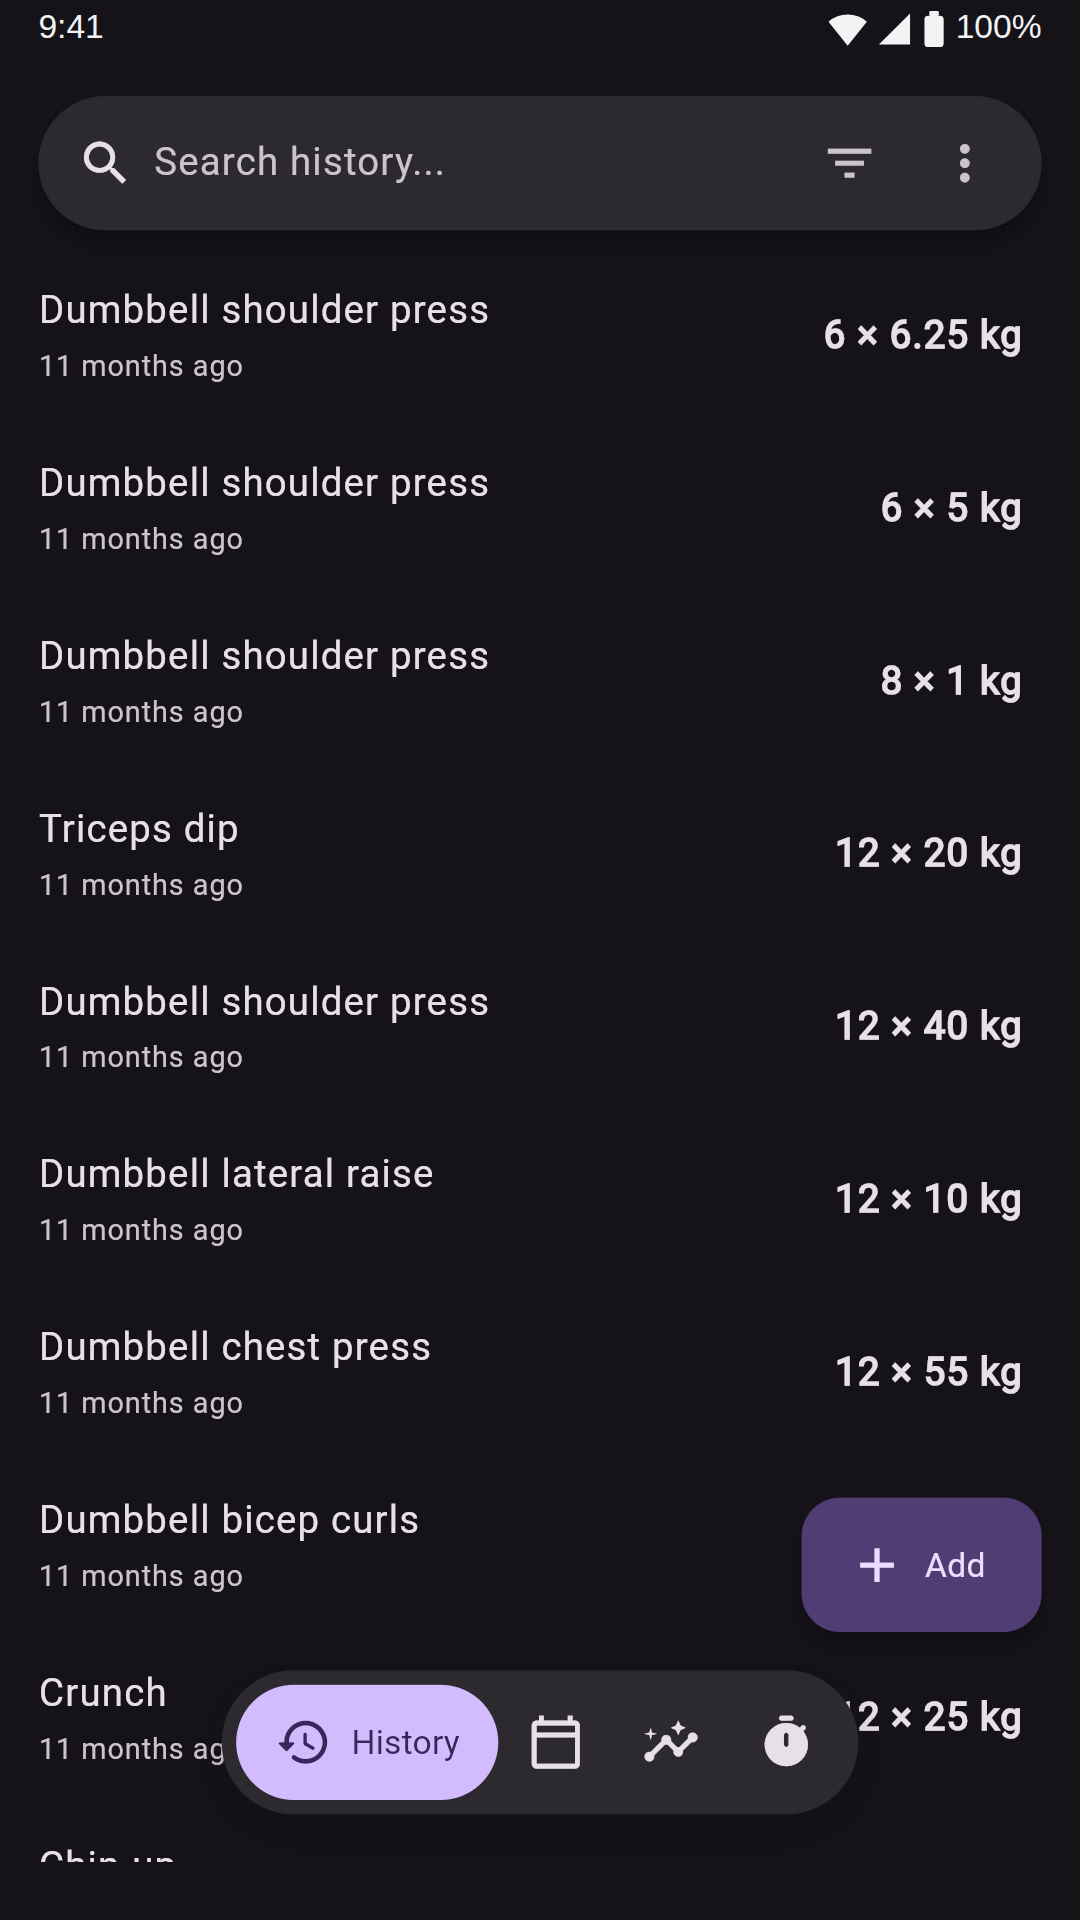 9:41
100%
Search history...
Dumbbell shoulder press
11 months ago
6 × 6.25 kg
Dumbbell shoulder press
11 months ago
6 × 5 kg
Dumbbell shoulder press
11 months ago
8 × 1 kg
Triceps dip
11 months ago
12 × 20 kg
Dumbbell shoulder press
11 months ago
12 × 40 kg
Dumbbell lateral raise
11 months ago
12 × 10 kg
Dumbbell chest press
11 months ago
12 × 55 kg
Dumbbell bicep curls
11 months ago
Add
Crunch
11 months
2 × 25 kg
History